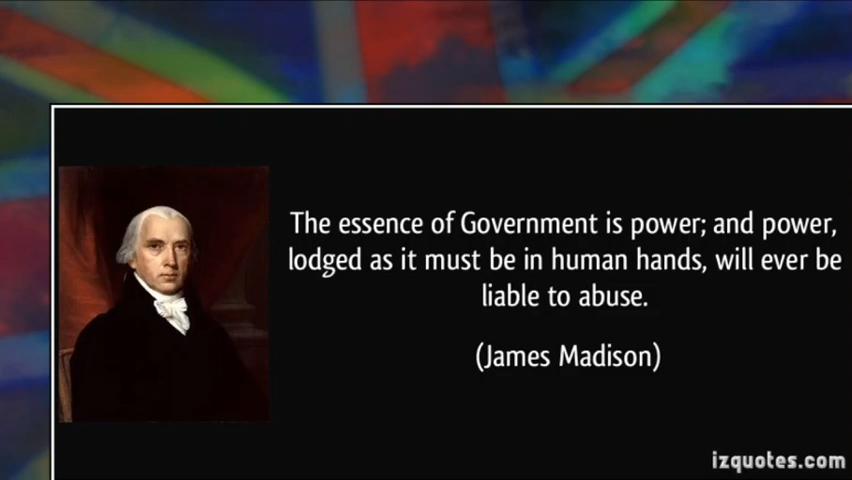 The essence of Government is power; and power,
lodged as it must be in human hands, will ever be
liable to abuse.
(James Madison)
izquotes.com